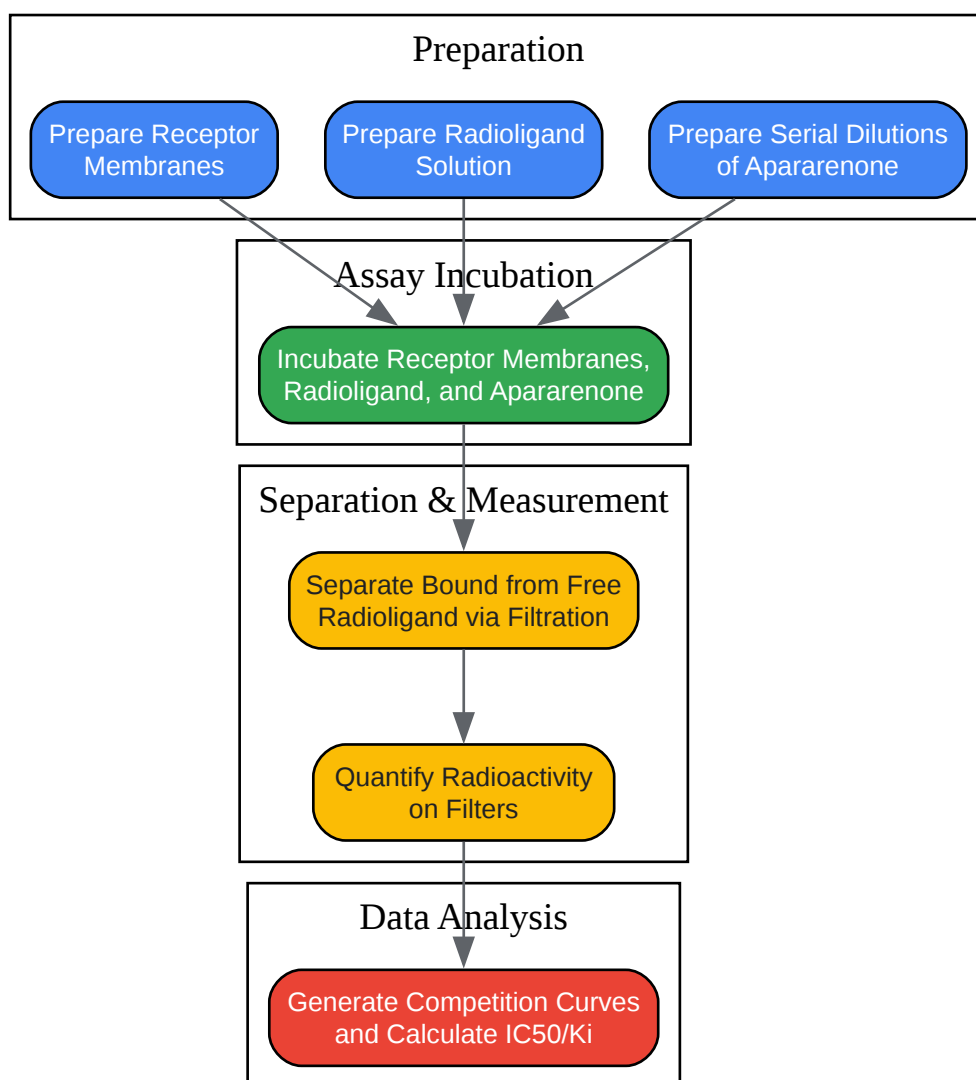 Preparation
Prepare Receptor
Membranes
Prepare Radioligand
Solution
Prepare Serial Dilutions
of Apararenone
Assay Incubation
Incubate Receptor Membranes,
Radioligand, and Apararenone
Separation & Measurement
Separate Bound from Free
Radioligand via Filtration
Quantify Radioactivity
on Filters
Data Analysis
Generate Competition Curves
and Calculate IC50/Ki